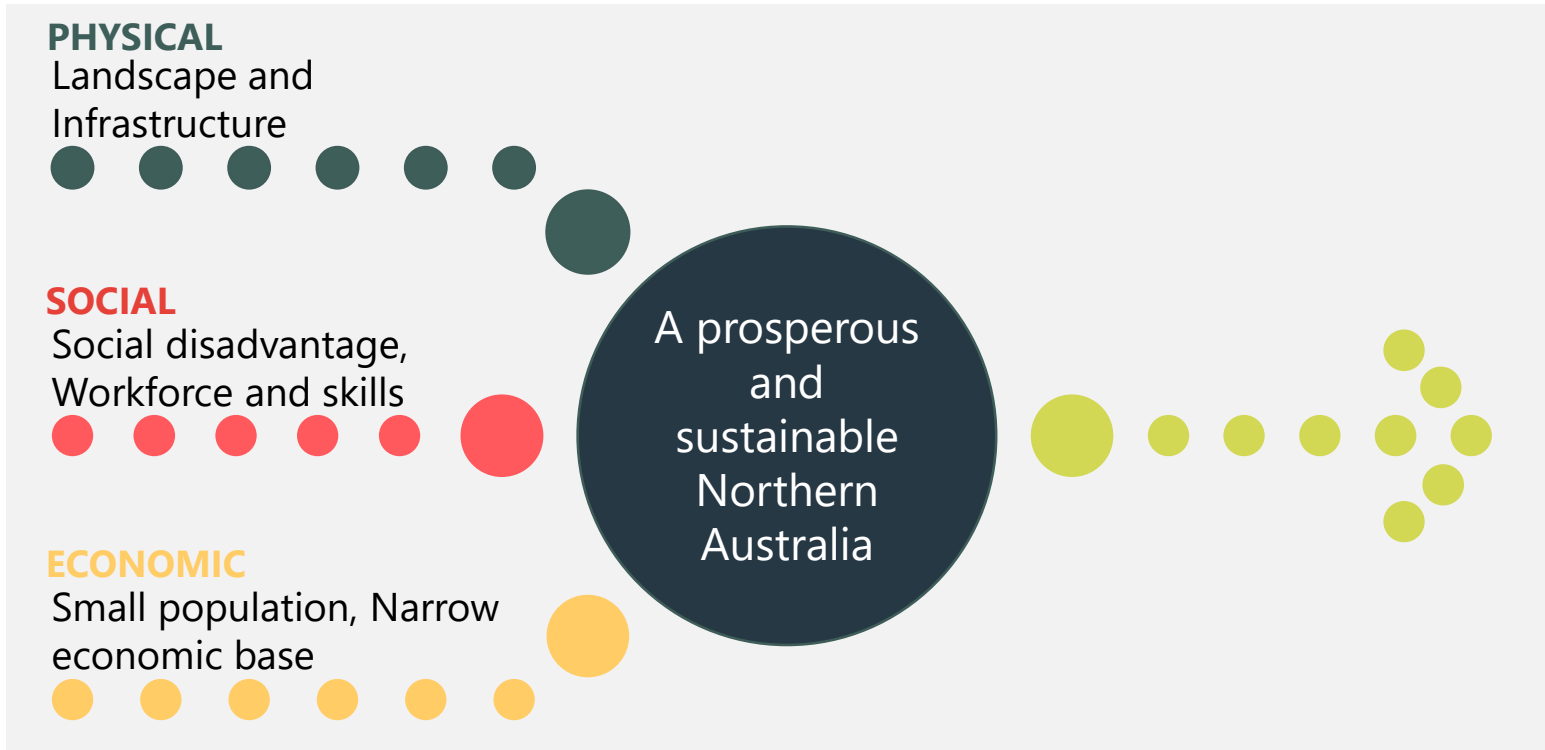 PHYSICAL
Landscape and
Infrastructure
SOCIAL
Social disadvantage,
Workforce and skills
ECONOMIC
Small population, Narrow
economic base
A prosperous
and
sustainable
Northern
Australia